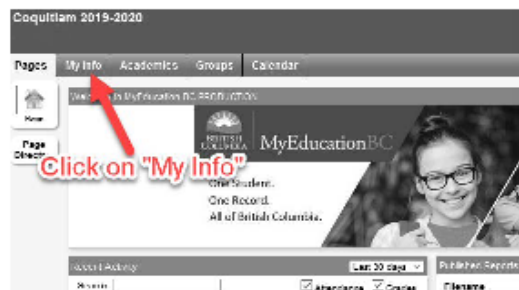 Coquitlam 2019-2020
Pages My Info Academics Groups Calendar
Welcome to MyEducation BC PRODUCTION
Home
Page
Click on "My Info"
BRITISH
COLUMBIA
MyEducationBC
One Student.
One Record.
All of British Columbia.
Recent Activity Last 30 days Published Reports
Search Attendance Grades Filename